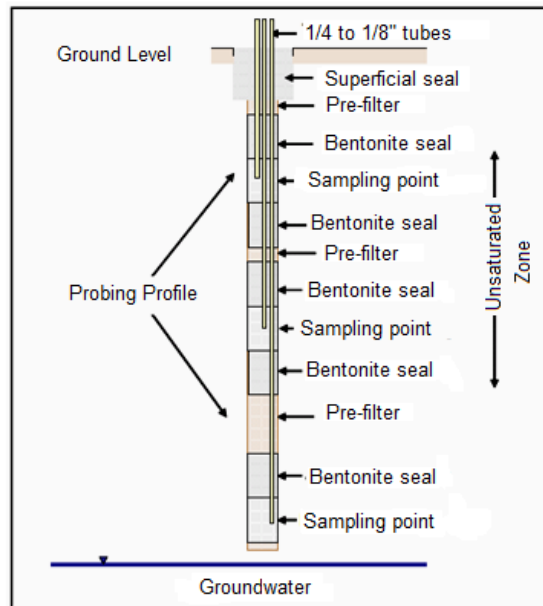 1/4 to 1/8" tubes
Ground Level
Superficial seal
Pre-filter
Bentonite seal
Sampling point
Bentonite seal
Pre-filter
Probing Profile
Bentonite seal
Sampling point
Bentonite seal
Pre-filter
Bentonite seal
Sampling point
Unsaturated
Zone
Groundwater